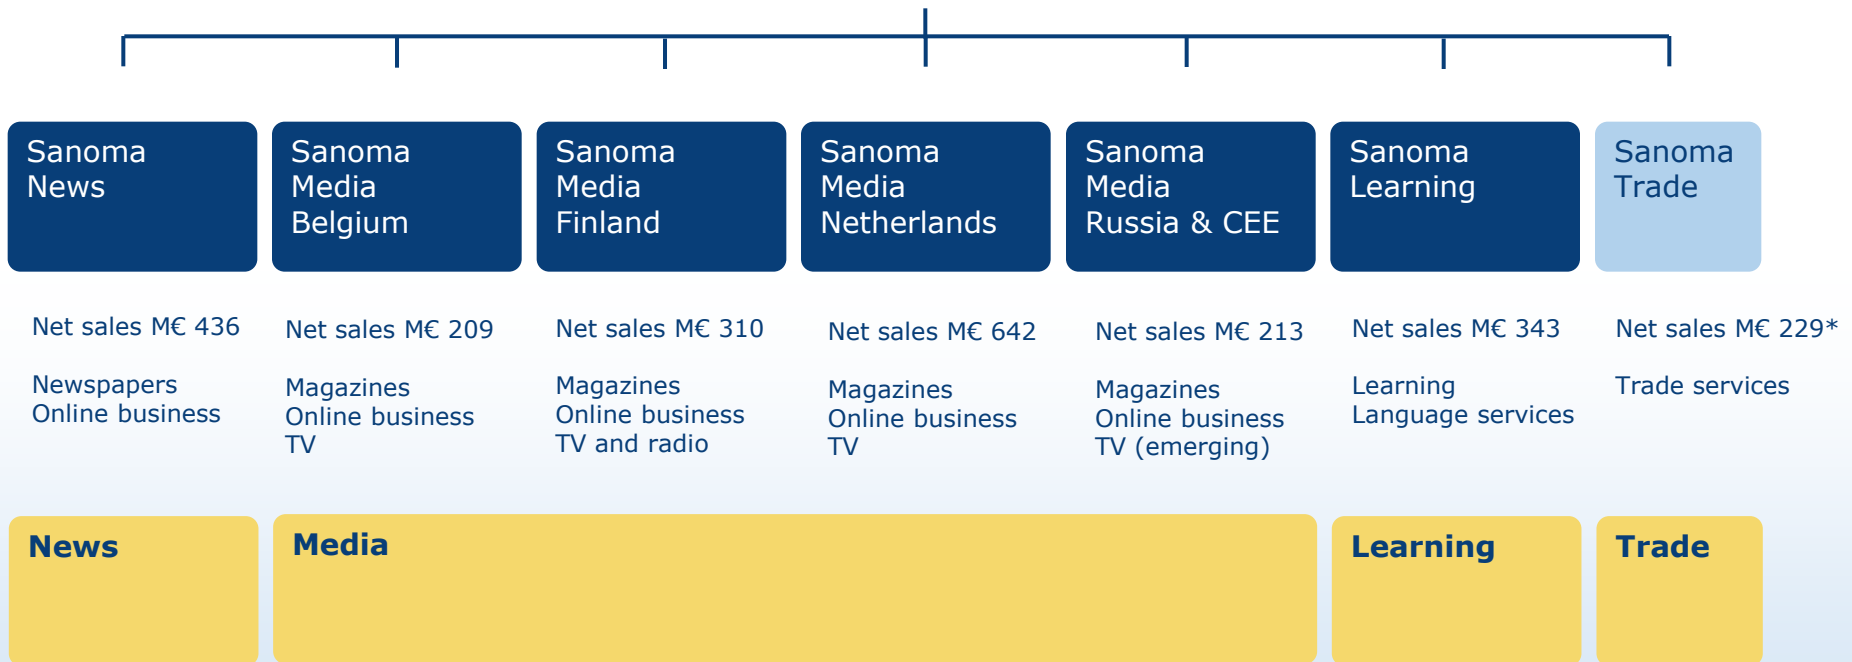 Sanoma
News
Sanoma
Media
Belgium
Sanoma
Media
Finland
Sanoma
Media
Netherlands
Sanoma
Media
Russia & CEE
Sanoma
Learning
Sanoma
Trade
Net sales M€ 436
Newspapers
Online business
Net sales M€ 209
Magazines
Online business
TV
Net sales M€ 310
Magazines
Online business
TV and radio
Net sales M€ 642
Magazines
Online business
TV
Net sales M€ 213
Magazines
Online business
TV (emerging)
Net sales M€ 343
Learning
Language services
Net sales M€ 229*
Trade services
News
Media
Learning
Trade